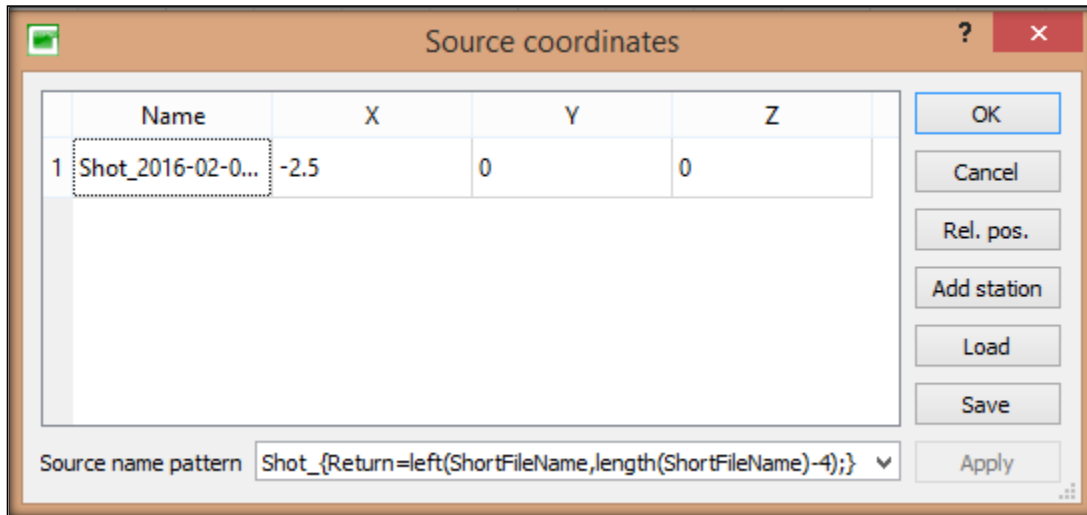 Source coordinates
?
Name X Y Z
1 Shot_2016-02-0... -2.5 0 0
OK
Cancel
Rel. pos.
Add station
Load
Save
Source name pattern Shot_{Return=left(ShortFileName,length(ShortFileName)-4);} Apply